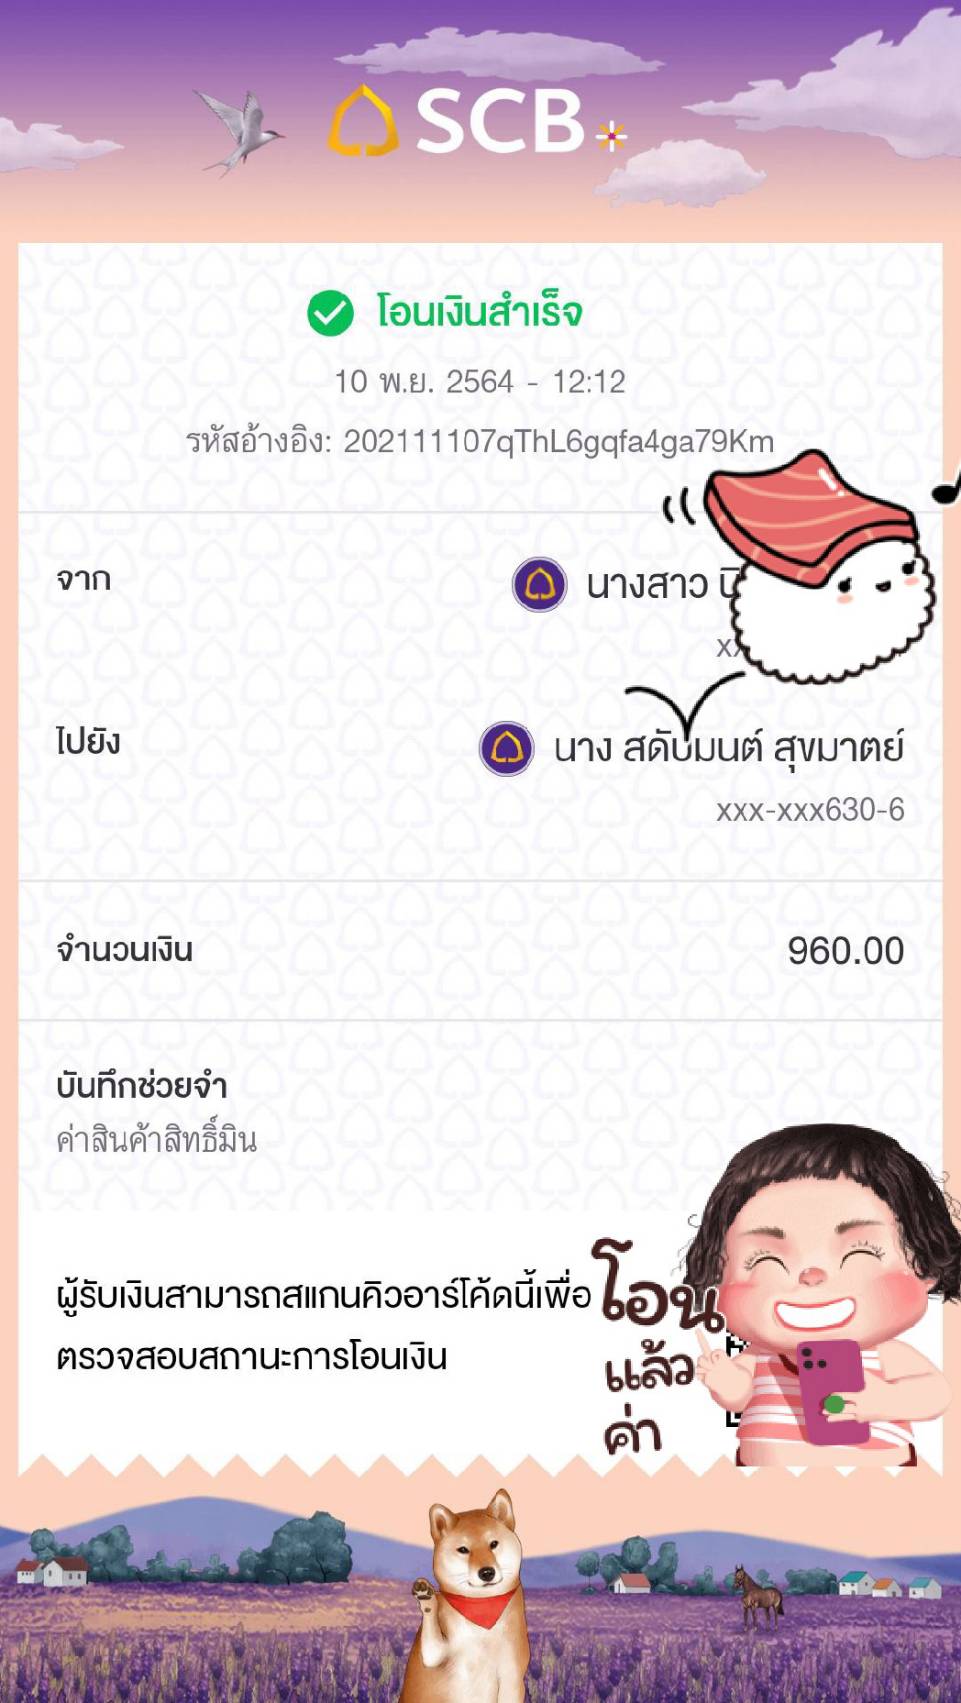 SCB
โอนเงินสำเร็จ
10 พ.ย. 2564 - 12:12
รหัสอ้างอิง: 202111107qThL6gqfa4ga79Km
จาก
นางสาว
ไปยัง
นาง สดับมนต์ สุขมาตย์
xxx-xxx630-6
จำนวนเงิน
960.00
บันทึกช่วยจำ
ค่าสินค้าสิทธิ์มิน
ผู้รับเงินสามารถสแกนคิวอาร์โค้ดนี้เพื่อ
ตรวจสอบสถานะการโอนเงิน
โอน
แล้ว
ค่า